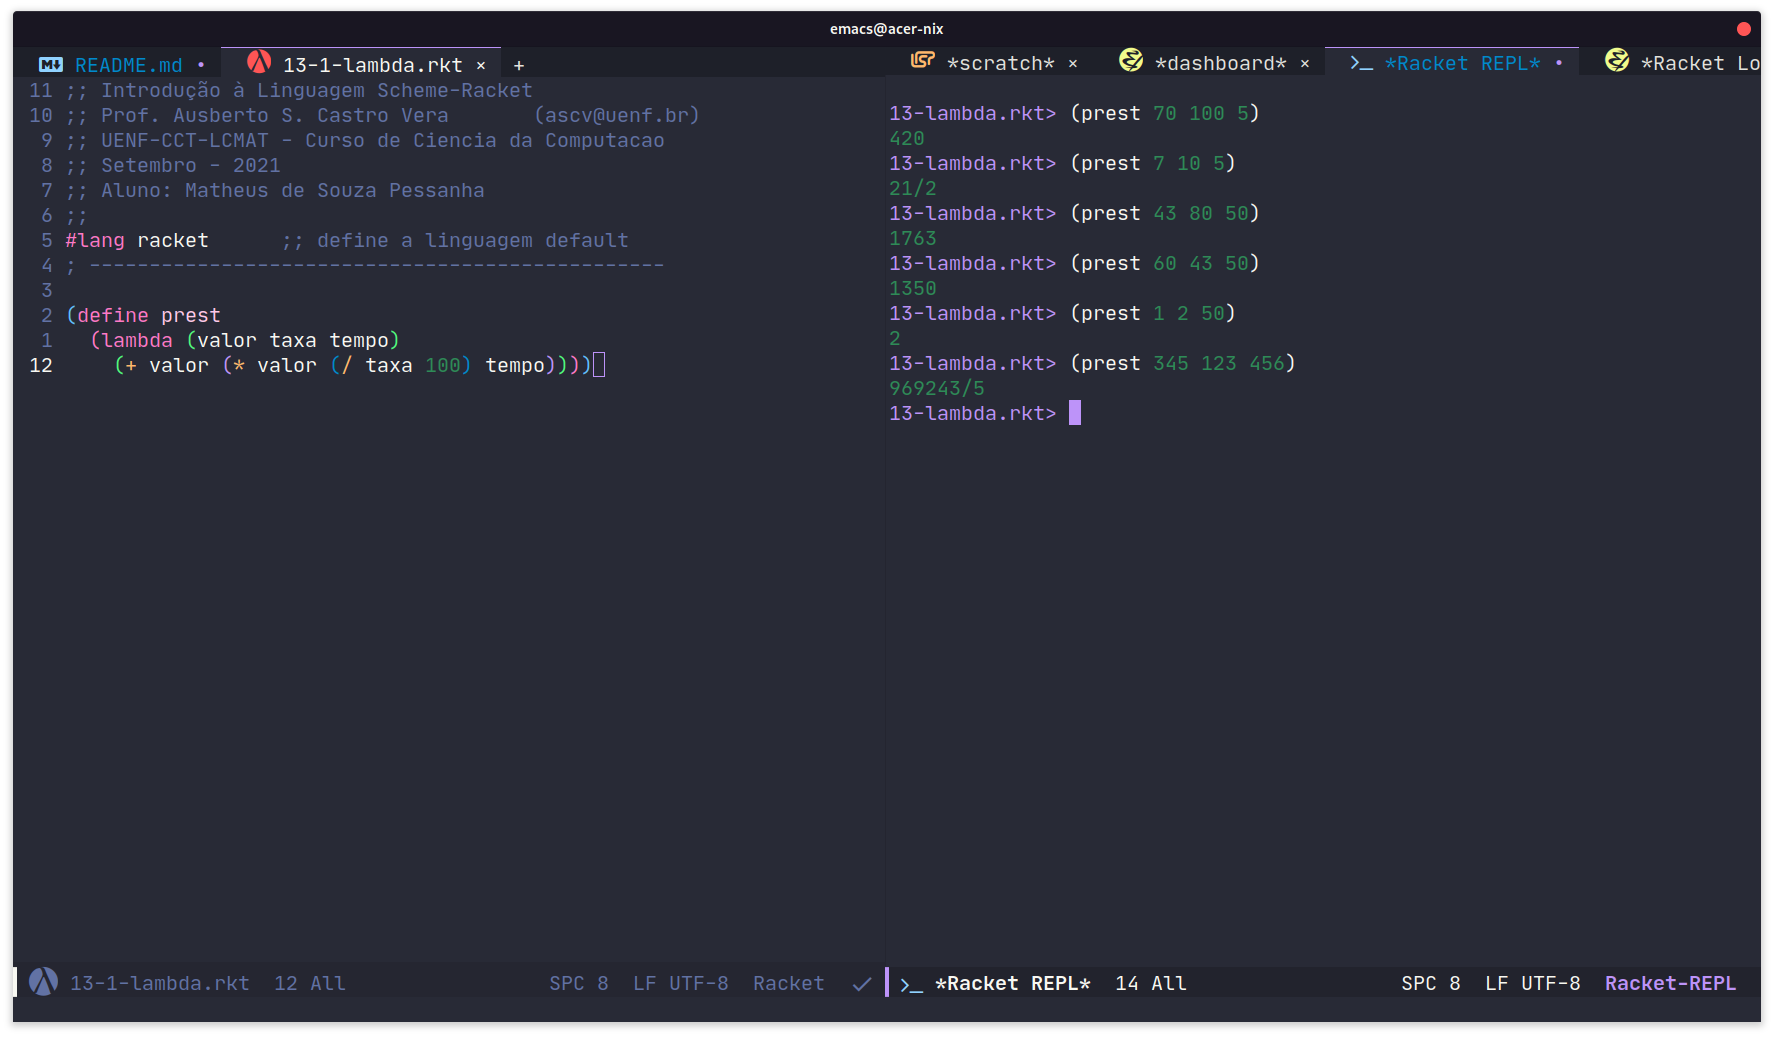 emacs@acer-nix
README.md • 13-1-lambda.rkt × +
11 ;; Introdução à Linguagem Scheme-Racket
10 ;; Prof. Ausberto S. Castro Vera       (ascv@uenf.br)
9 ;; UENF-CCT-LCMAT - Curso de Ciencia da Computacao
8 ;; Setembro - 2021
7 ;; Aluno: Matheus de Souza Pessanha
6 ;;
5 #lang racket      ;; define a linguagem default
4 ; ------------------------------------------------
3
2 (define prest
1   (lambda (valor taxa tempo)
12     (+ valor (* valor (/ taxa 100) tempo))))
13-1-lambda.rkt  12 All  SPC 8  LF UTF-8  Racket
*scratch* × *dashboard* × >_ *Racket REPL* • *Racket Lo
13-lambda.rkt> (prest 70 100 5)
420
13-lambda.rkt> (prest 7 10 5)
21/2
13-lambda.rkt> (prest 43 80 50)
1763
13-lambda.rkt> (prest 60 43 50)
1350
13-lambda.rkt> (prest 1 2 50)
2
13-lambda.rkt> (prest 345 123 456)
969243/5
13-lambda.rkt>
>_ *Racket REPL*  14 All  SPC 8  LF UTF-8  Racket-REPL